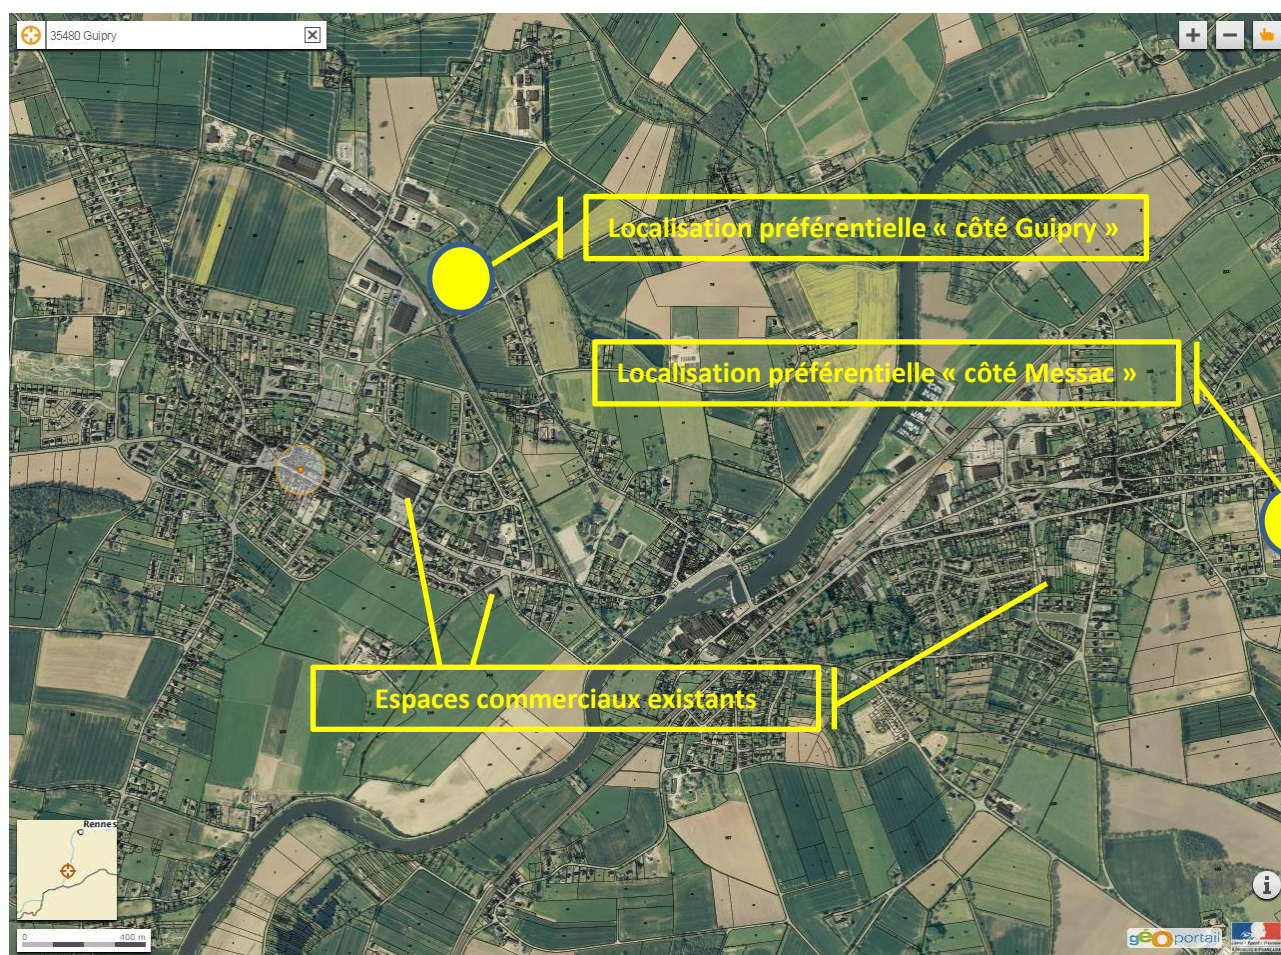 35480 Guipry
Localisation préférentielle « côté Guipry »
Localisation préférentielle « côté Messac »
Espaces commerciaux existants
Rennes
0 400 m
i
géoportail